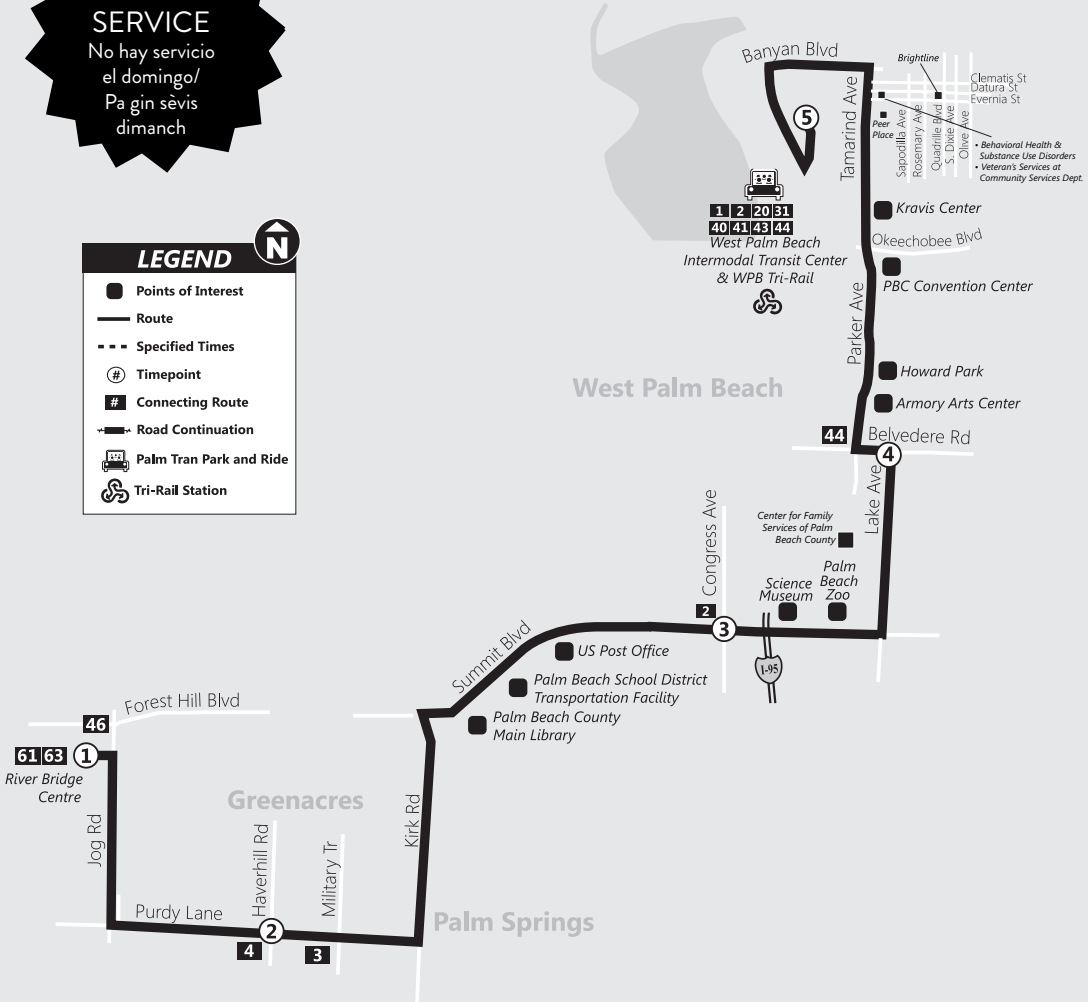 SERVICE
No hay servicio
el domingo/
Pa gin sèvis
dimanch
N
LEGEND
Points of Interest
Route
Specified Times
# Timepoint
# Connecting Route
Road Continuation
Palm Tran Park and Ride
Tri-Rail Station
Banyan Blvd
Tamarind Ave
5
Brightline
Clematis St
Datura St
Evernia St
Peer
Place
Sapodilla Ave
Rosemary Ave
Quadrille Blvd
S. Dixie Ave
Olive Ave
• Behavioral Health &
Substance Use Disorders
• Veteran's Services at
Community Services Dept.
1 2 20 31
40 41 43 44
West Palm Beach
Intermodal Transit Center
& WPB Tri-Rail
Kravis Center
Okeechobee Blvd
PBC Convention Center
Parker Ave
Howard Park
West Palm Beach
Armory Arts Center
44
Belvedere Rd
4
Lake Ave
Congress Ave
Center for Family
Services of Palm
Beach County
Science
Museum
Palm
Beach
Zoo
2
3
I-95
Summit Blvd
US Post Office
Palm Beach School District
Transportation Facility
Palm Beach County
Main Library
Forest Hill Blvd
46
61 63 1
River Bridge
Centre
Greenacres
Jog Rd
Haverhill Rd
Military Tr
Kirk Rd
Purdy Lane
2
4
3
Palm Springs